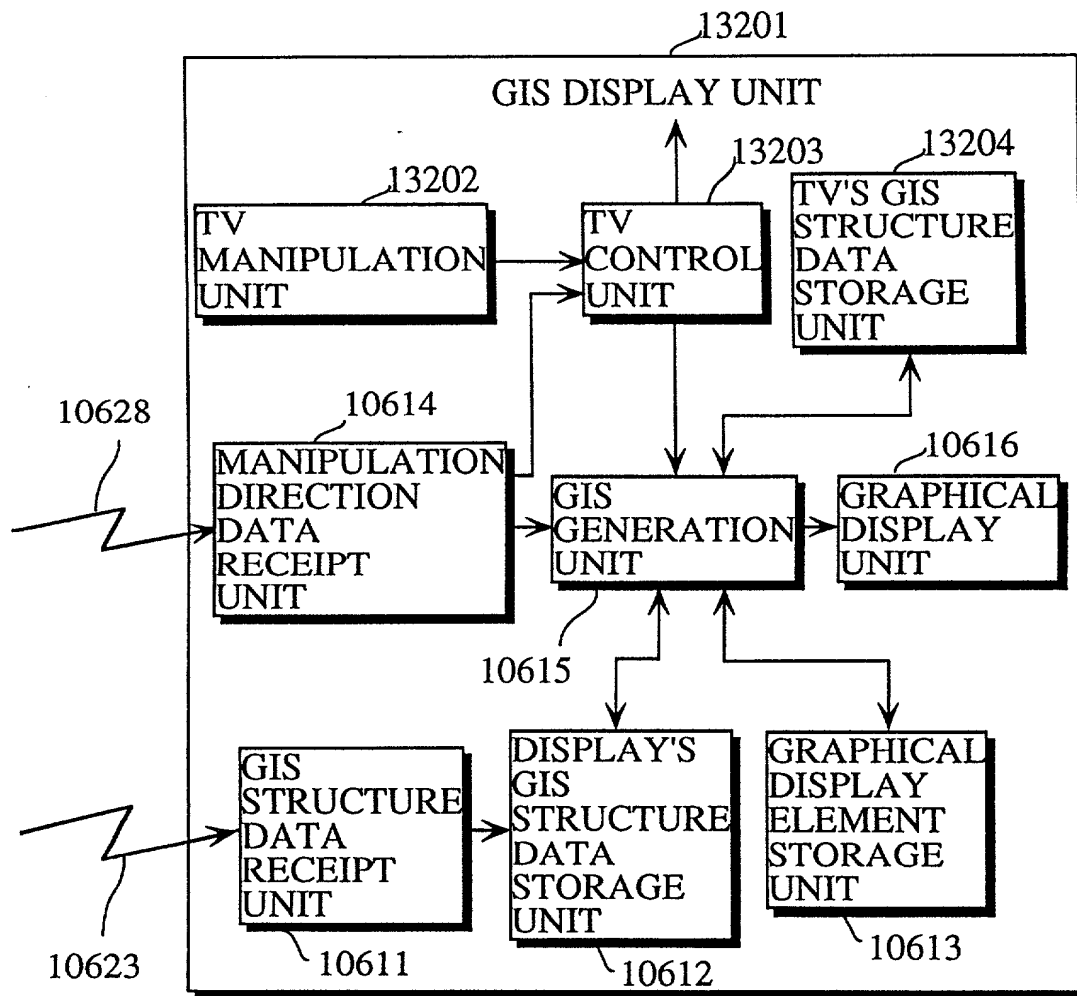 13201
GIS DISPLAY UNIT
13202
TV
MANIPULATION
UNIT
13203
TV
CONTROL
UNIT
13204
TV'S GIS
STRUCTURE
DATA
STORAGE
UNIT
10628
10614
MANIPULATION
DIRECTION
DATA
RECEIPT
UNIT
GIS
GENERATION
UNIT
10615
10616
GRAPHICAL
DISPLAY
UNIT
10623
GIS
STRUCTURE
DATA
RECEIPT
UNIT
10611
DISPLAY'S
GIS
STRUCTURE
DATA
STORAGE
UNIT
10612
GRAPHICAL
DISPLAY
ELEMENT
STORAGE
UNIT
10613